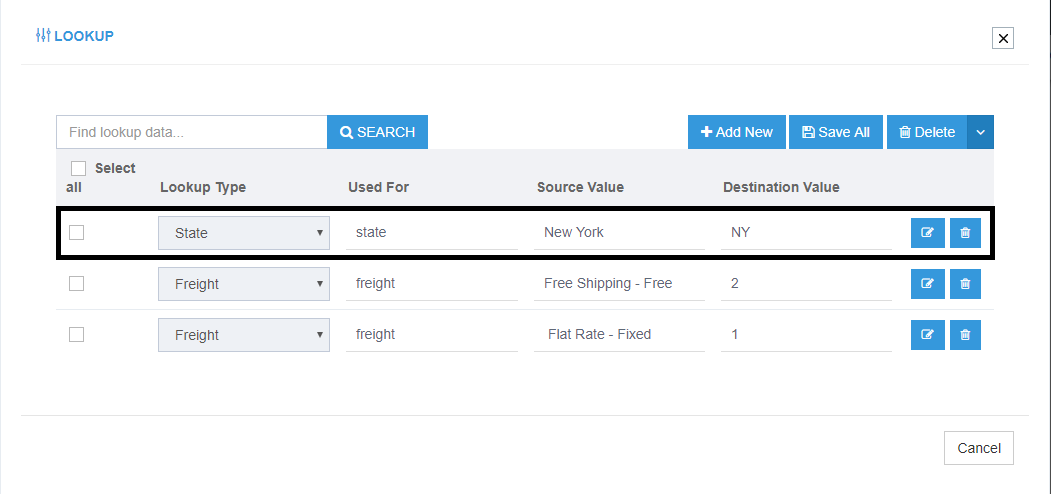 LOOKUP
Find lookup data... SEARCH Add New Save All Delete
Select
all Lookup Type Used For Source Value Destination Value
State state New York NY
Freight freight Free Shipping - Free 2
Freight freight Flat Rate - Fixed 1
Cancel